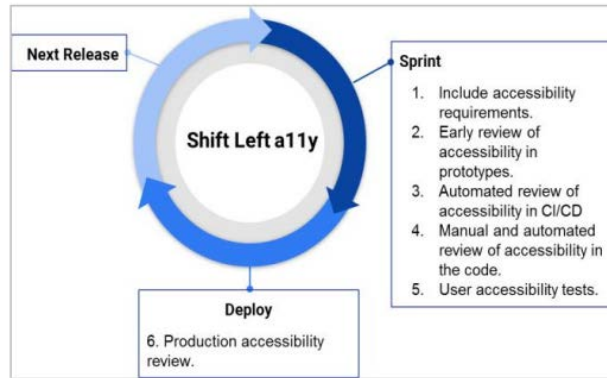 Next Release
Shift Left a11y
Sprint
1. Include accessibility
requirements.
2. Early review of
accessibility in
prototypes.
3. Automated review of
accessibility in CI/CD
4. Manual and automated
review of accessibility in
the code.
5. User accessibility tests.
Deploy
6. Production accessibility
review.